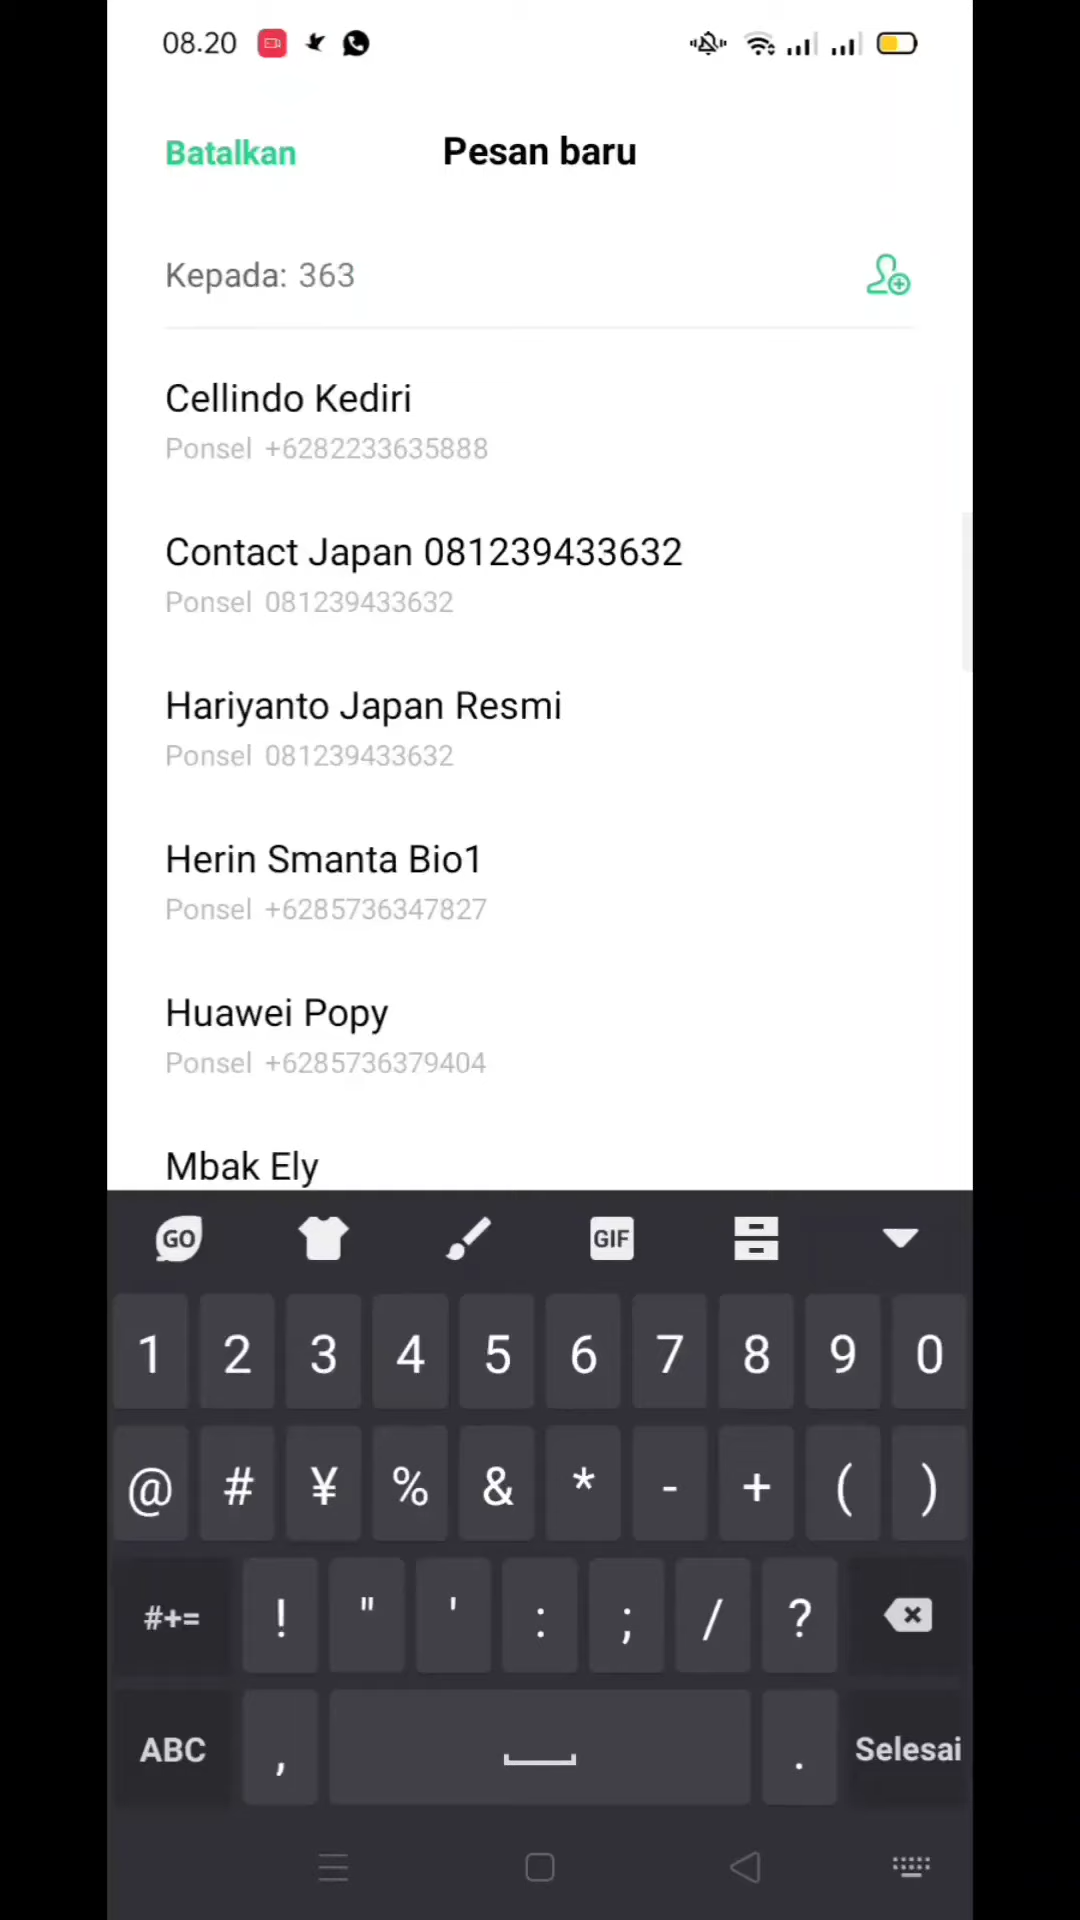 08.20
Batalkan
Pesan baru
Kepada: 363
Cellindo Kediri
Ponsel +6282233635888
Contact Japan 081239433632
Ponsel 081239433632
Hariyanto Japan Resmi
Ponsel 081239433632
Herin Smanta Bio1
Ponsel +6285736347827
Huawei Popy
Ponsel +6285736379404
Mbak Ely
GO GIF
1 2 3 4 5 6 7 8 9 0
@ # ¥ % & * - + ( )
#+= ! " ' : ; / ?
ABC , . Selesai